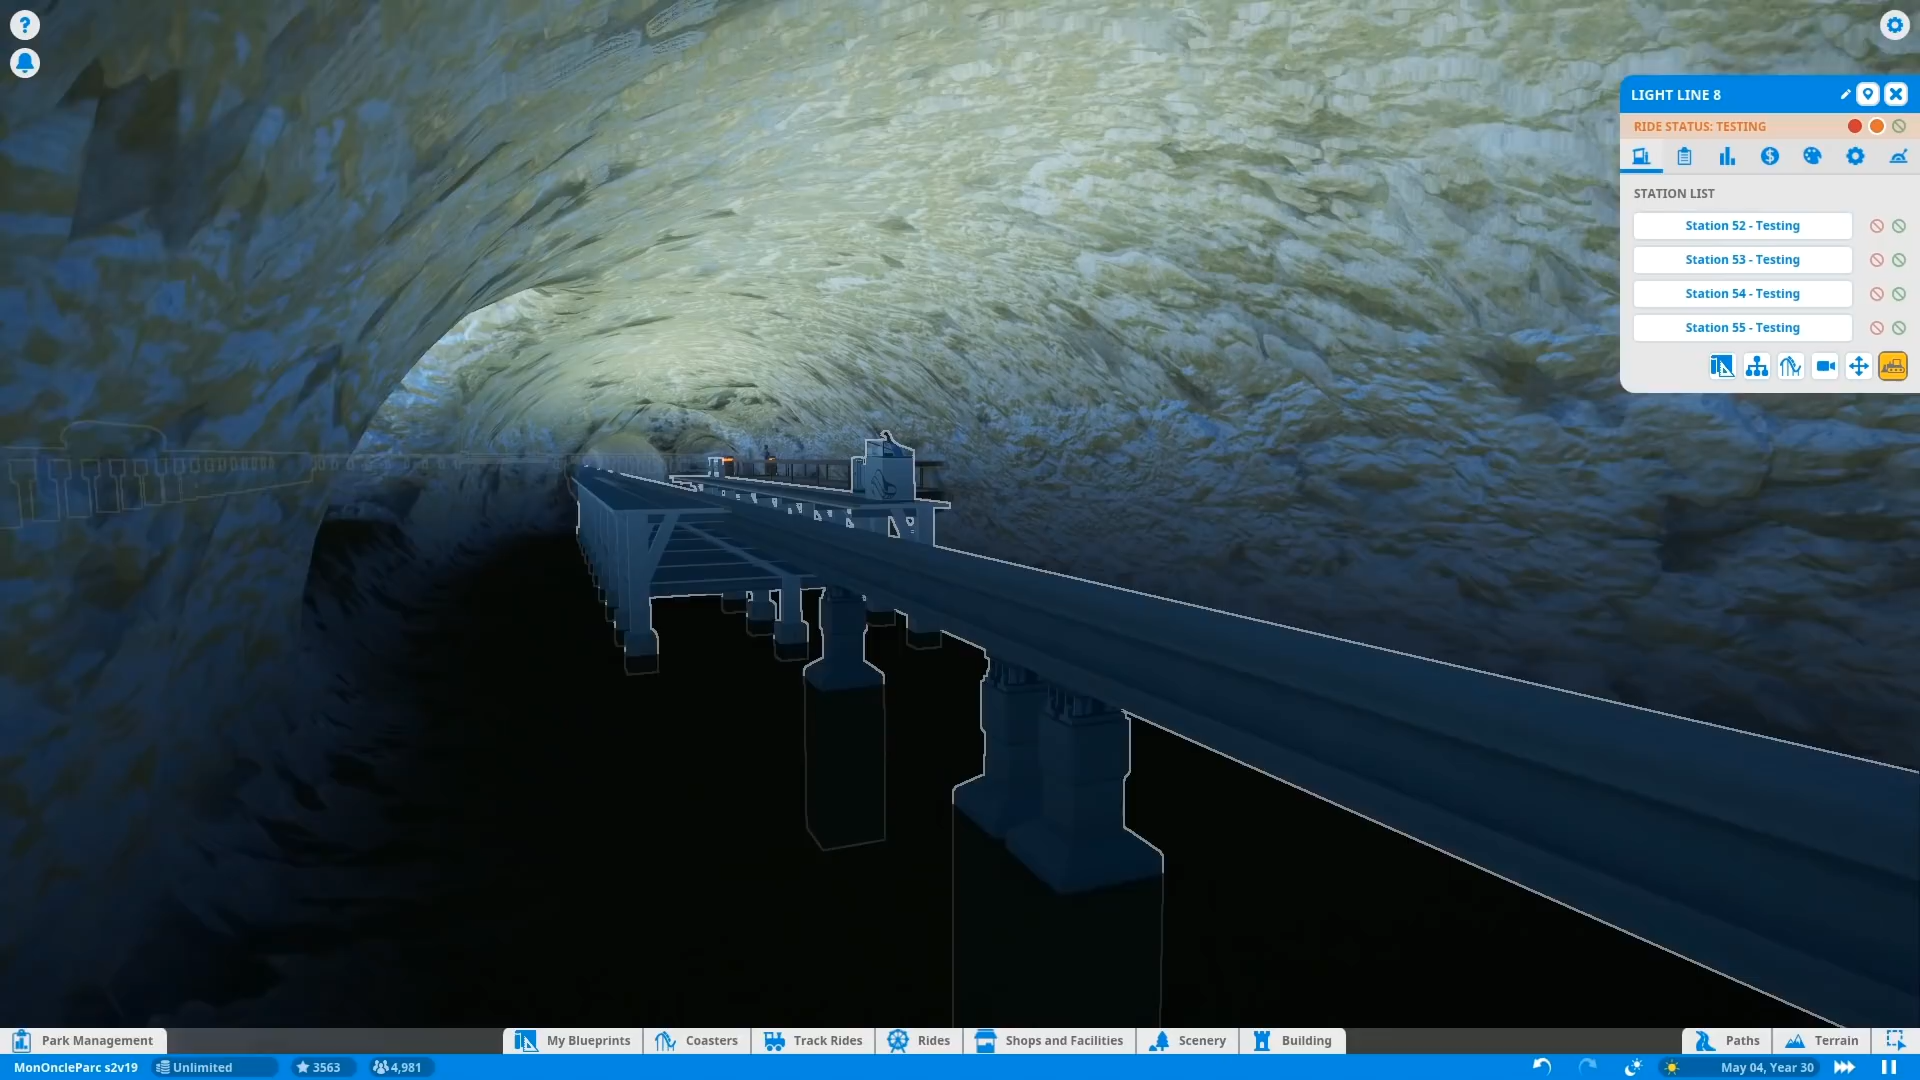 ?
LIGHT LINE 8
RIDE STATUS: TESTING
$
STATION LIST
Station 52 - Testing
Station 53 - Testing
Station 54 - Testing
Station 55 - Testing
Park Management
My Blueprints
Coasters
Track Rides
Rides
Shops and Facilities
Scenery
Building
Paths
Terrain
MonOncleParc s2v19
Unlimited
3563
4,981
May 04, Year 30